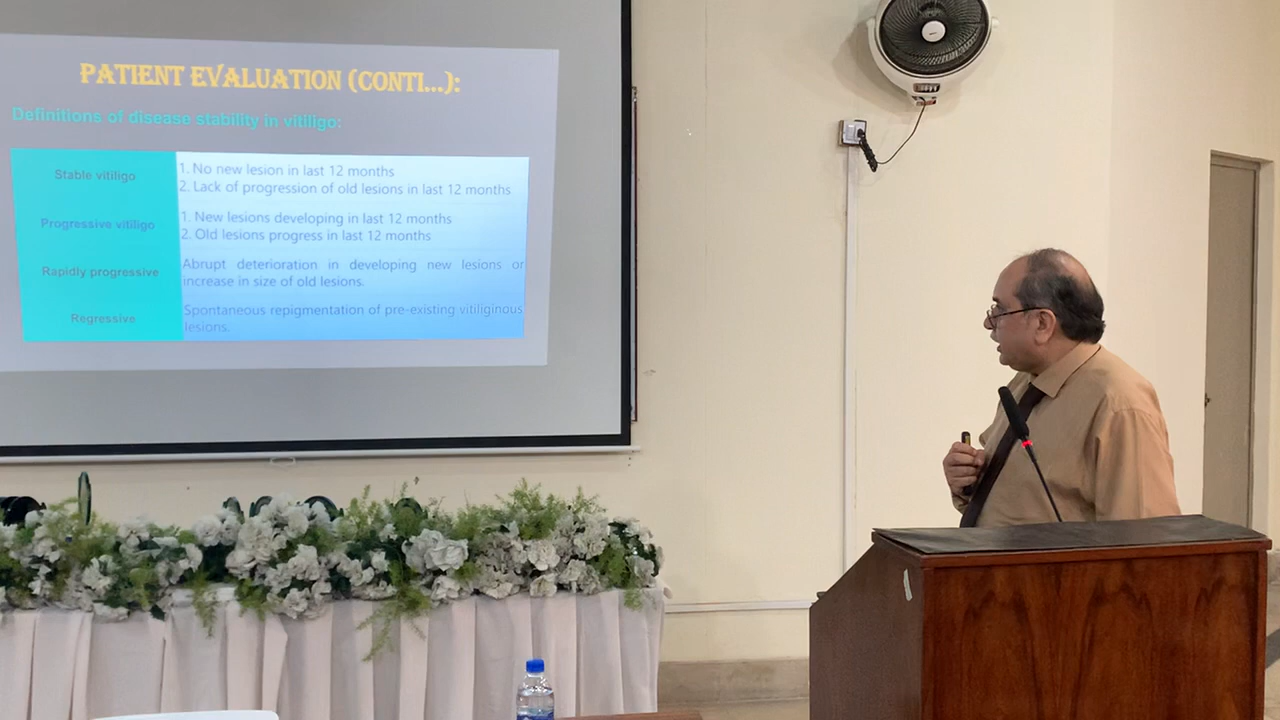 PATIENT EVALUATION (CONTI...):
Definitions of disease stability in vitiligo:
Stable vitiligo
1. No new lesion in last 12 months
2. Lack of progression of old lesions in last 12 months
Progressive vitiligo
1. New lesions developing in last 12 months
2. Old lesions progress in last 12 months
Rapidly progressive
Abrupt deterioration in developing new lesions or
increase in size of old lesions.
Regressive
Spontaneous repigmentation of pre-existing vitiliginous
lesions.